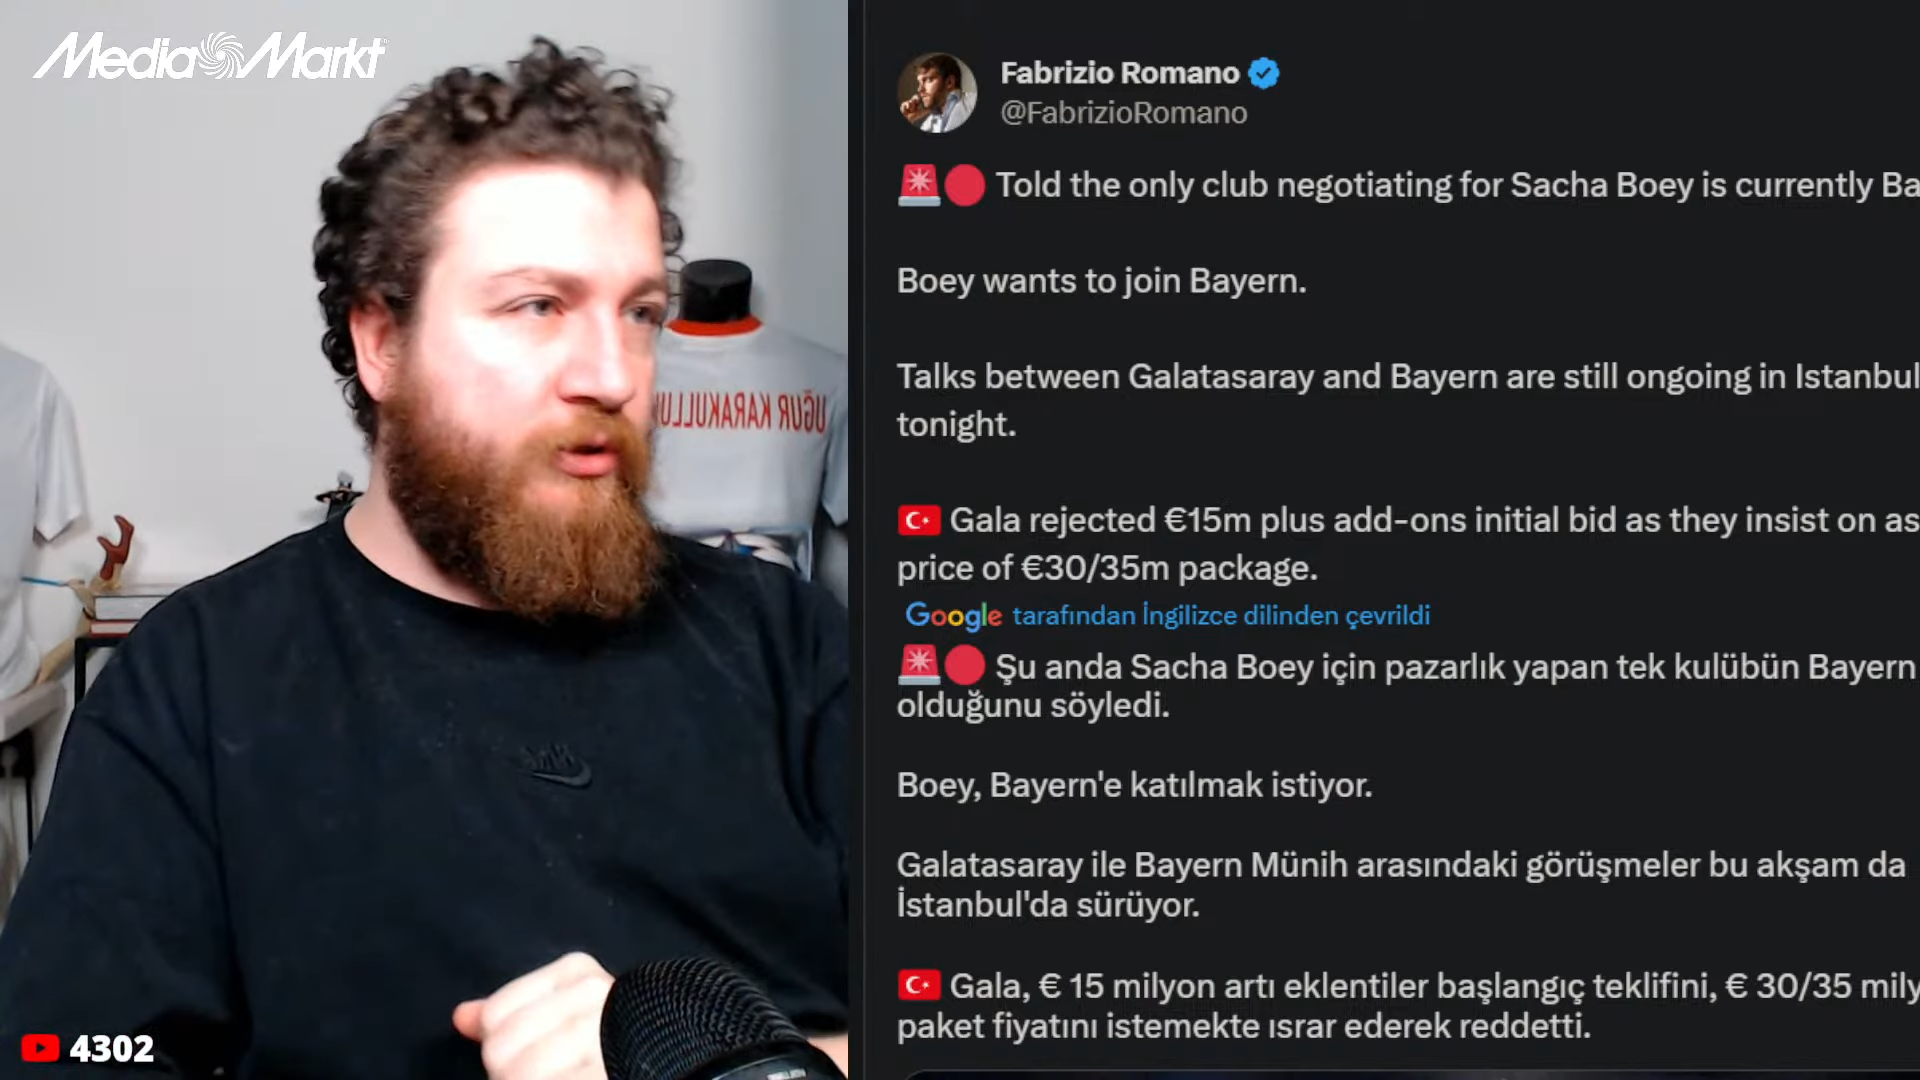 MediaMarkt
UĞUR KARAKULLU
4302
Fabrizio Romano
@FabrizioRomano
Told the only club negotiating for Sacha Boey is currently Ba
Boey wants to join Bayern.
Talks between Galatasaray and Bayern are still ongoing in Istanbul
tonight.
Gala rejected €15m plus add-ons initial bid as they insist on as
price of €30/35m package.
Google tarafından İngilizce dilinden çevrildi
Şu anda Sacha Boey için pazarlık yapan tek kulübün Bayern
olduğunu söyledi.
Boey, Bayern'e katılmak istiyor.
Galatasaray ile Bayern Münih arasındaki görüşmeler bu akşam da
İstanbul'da sürüyor.
Gala, € 15 milyon artı eklentiler başlangıç teklifini, € 30/35 mily
paket fiyatını istemekte ısrar ederek reddetti.